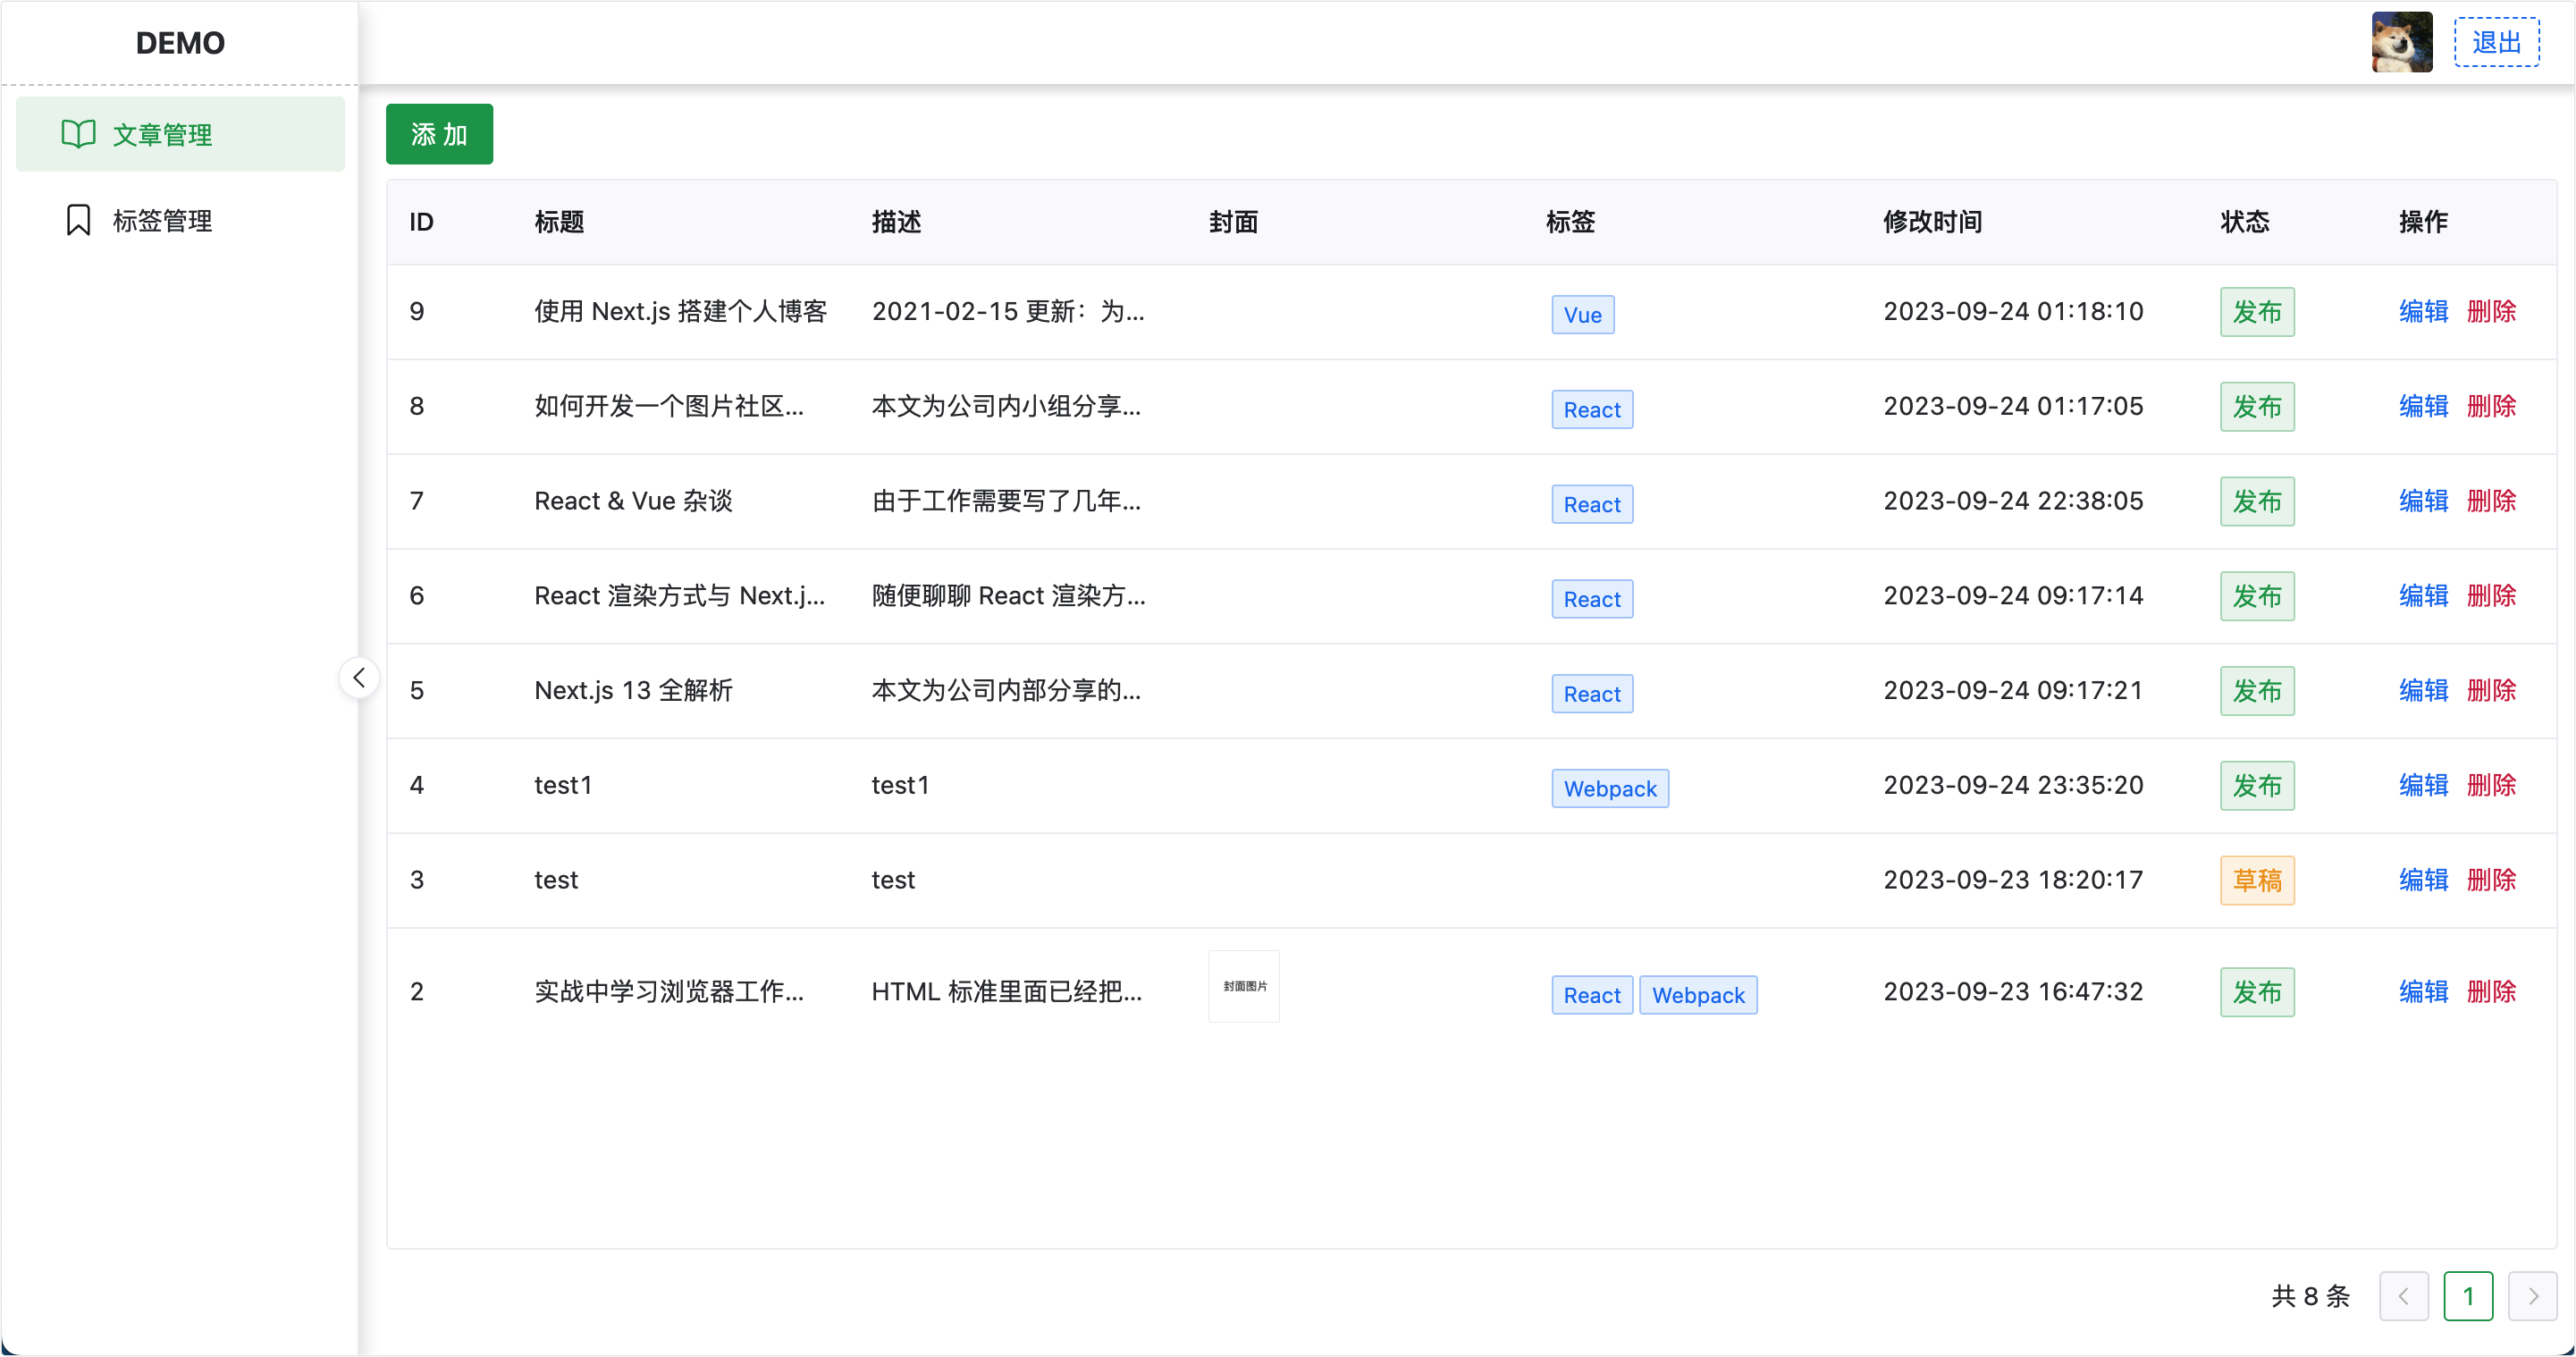 DEMO
退出
文章管理
标签管理
添 加
ID 标题 描述 封面 标签 修改时间 状态 操作
9 使用 Next.js 搭建个人博客 2021-02-15 更新：为... Vue 2023-09-24 01:18:10 发布 编辑 删除
8 如何开发一个图片社区... 本文为公司内小组分享... React 2023-09-24 01:17:05 发布 编辑 删除
7 React & Vue 杂谈 由于工作需要写了几年... React 2023-09-24 22:38:05 发布 编辑 删除
6 React 渲染方式与 Next.j... 随便聊聊 React 渲染方... React 2023-09-24 09:17:14 发布 编辑 删除
5 Next.js 13 全解析 本文为公司内部分享的... React 2023-09-24 09:17:21 发布 编辑 删除
4 test1 test1 Webpack 2023-09-24 23:35:20 发布 编辑 删除
3 test test 2023-09-23 18:20:17 草稿 编辑 删除
2 实战中学习浏览器工作... HTML 标准里面已经把... 封面图片 React Webpack 2023-09-23 16:47:32 发布 编辑 删除
共 8 条 1